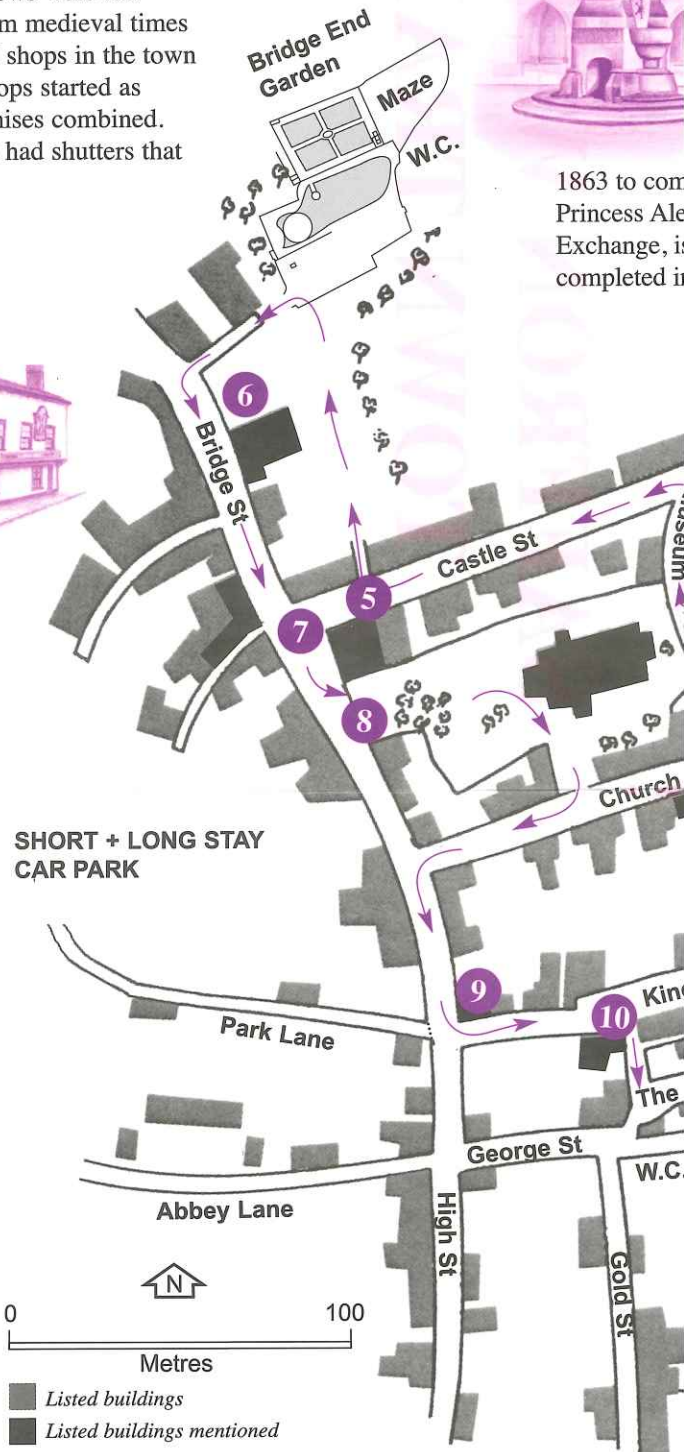 m medieval times
shops in the town
ops started as
nises combined.
had shutters that
1863 to com
Princess Ale
Exchange, is
completed in
Bridge End
Garden
Maze
W.C.
6
Bridge St
Castle St
useum
5
7
8
Church
SHORT + LONG STAY
CAR PARK
9
King
10
Park Lane
The
George St
W.C.
Abbey Lane
High St
Gold St
N
0 100
Metres
Listed buildings
Listed buildings mentioned